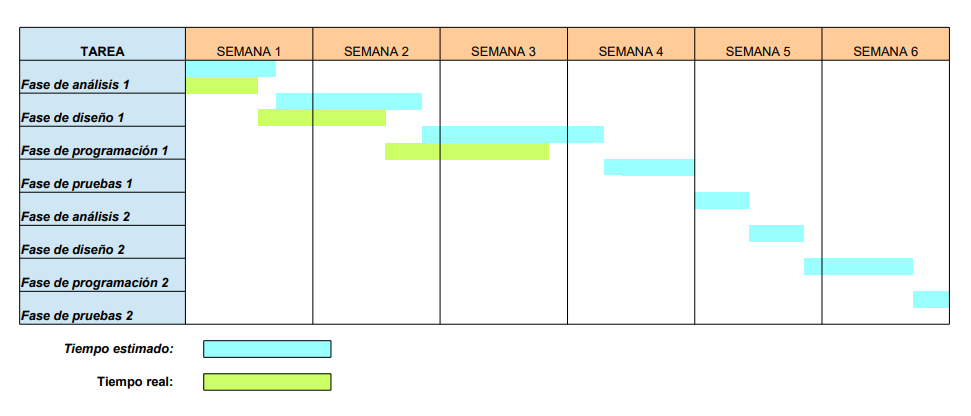 TAREA SEMANA 1 SEMANA 2 SEMANA 3 SEMANA 4 SEMANA 5 SEMANA 6
Fase de análisis 1
Fase de diseño 1
Fase de programación 1
Fase de pruebas 1
Fase de análisis 2
Fase de diseño 2
Fase de programación 2
Fase de pruebas 2
Tiempo estimado:
Tiempo real: